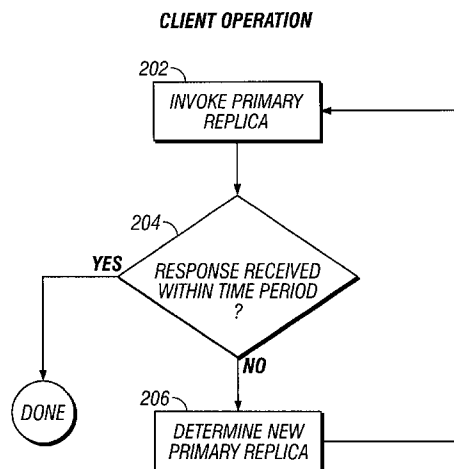 CLIENT OPERATION
202
INVOKE PRIMARY
REPLICA
204
YES
RESPONSE RECEIVED
WITHIN TIME PERIOD
?
NO
DONE
206
DETERMINE NEW
PRIMARY REPLICA